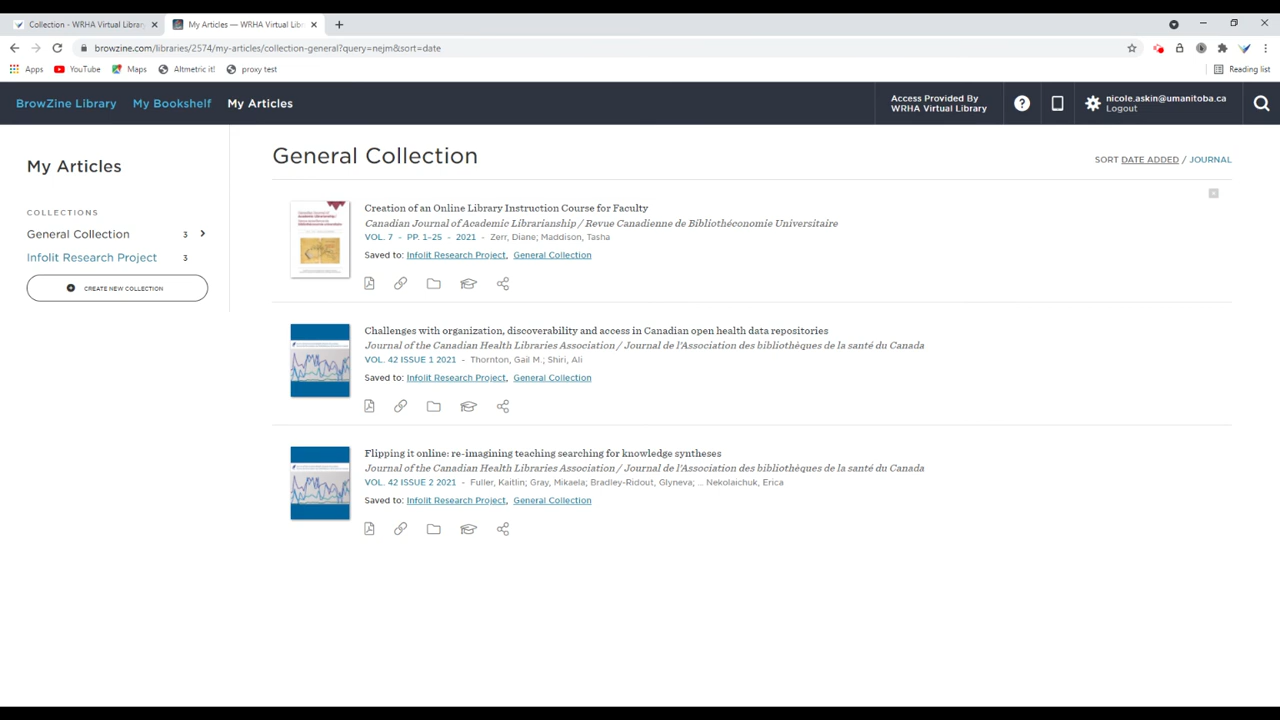 Collection - WRHA Virtual Library
My Articles — WRHA Virtual Lib
browzine.com/libraries/2574/my-articles/collection-general?query=nejm&sort=date
Apps YouTube Maps Altmetric it! proxy test Reading list
BrowZine Library My Bookshelf My Articles
Access Provided By
WRHA Virtual Library
nicole.askin@umanitoba.ca
Logout
My Articles
COLLECTIONS
General Collection 3
Infolit Research Project 3
CREATE NEW COLLECTION
General Collection
SORT DATE ADDED / JOURNAL
Creation of an Online Library Instruction Course for Faculty
Canadian Journal of Academic Librarianship / Revue Canadienne de Bibliothéconomie Universitaire
VOL. 7 - PP. 1–25 - 2021 - Zerr, Diane; Maddison, Tasha
Saved to: Infolit Research Project, General Collection
Challenges with organization, discoverability and access in Canadian open health data repositories
Journal of the Canadian Health Libraries Association / Journal de l'Association des bibliothèques de la santé du Canada
VOL. 42 ISSUE 1 2021 - Thornton, Gail M.; Shiri, Ali
Saved to: Infolit Research Project, General Collection
Flipping it online: re-imagining teaching searching for knowledge syntheses
Journal of the Canadian Health Libraries Association / Journal de l'Association des bibliothèques de la santé du Canada
VOL. 42 ISSUE 2 2021 - Fuller, Kaitlin; Gray, Mikaela; Bradley-Ridout, Glyneva; ... Nekolaichuk, Erica
Saved to: Infolit Research Project, General Collection